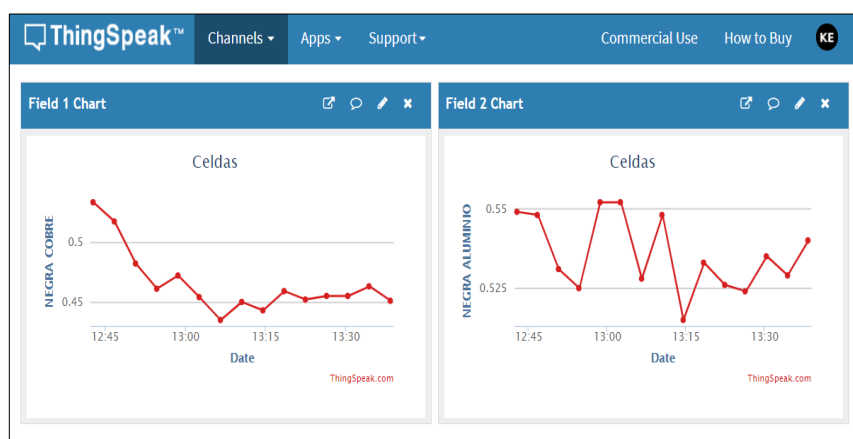 ThingSpeak™ Channels Apps Support Commercial Use How to Buy KE
Field 1 Chart
Celdas
NEGRA COBRE
0.5
0.45
12:45 13:00 13:15 13:30
Date
ThingSpeak.com
Field 2 Chart
Celdas
NEGRA ALUMINIO
0.55
0.525
12:45 13:00 13:15 13:30
Date
ThingSpeak.com